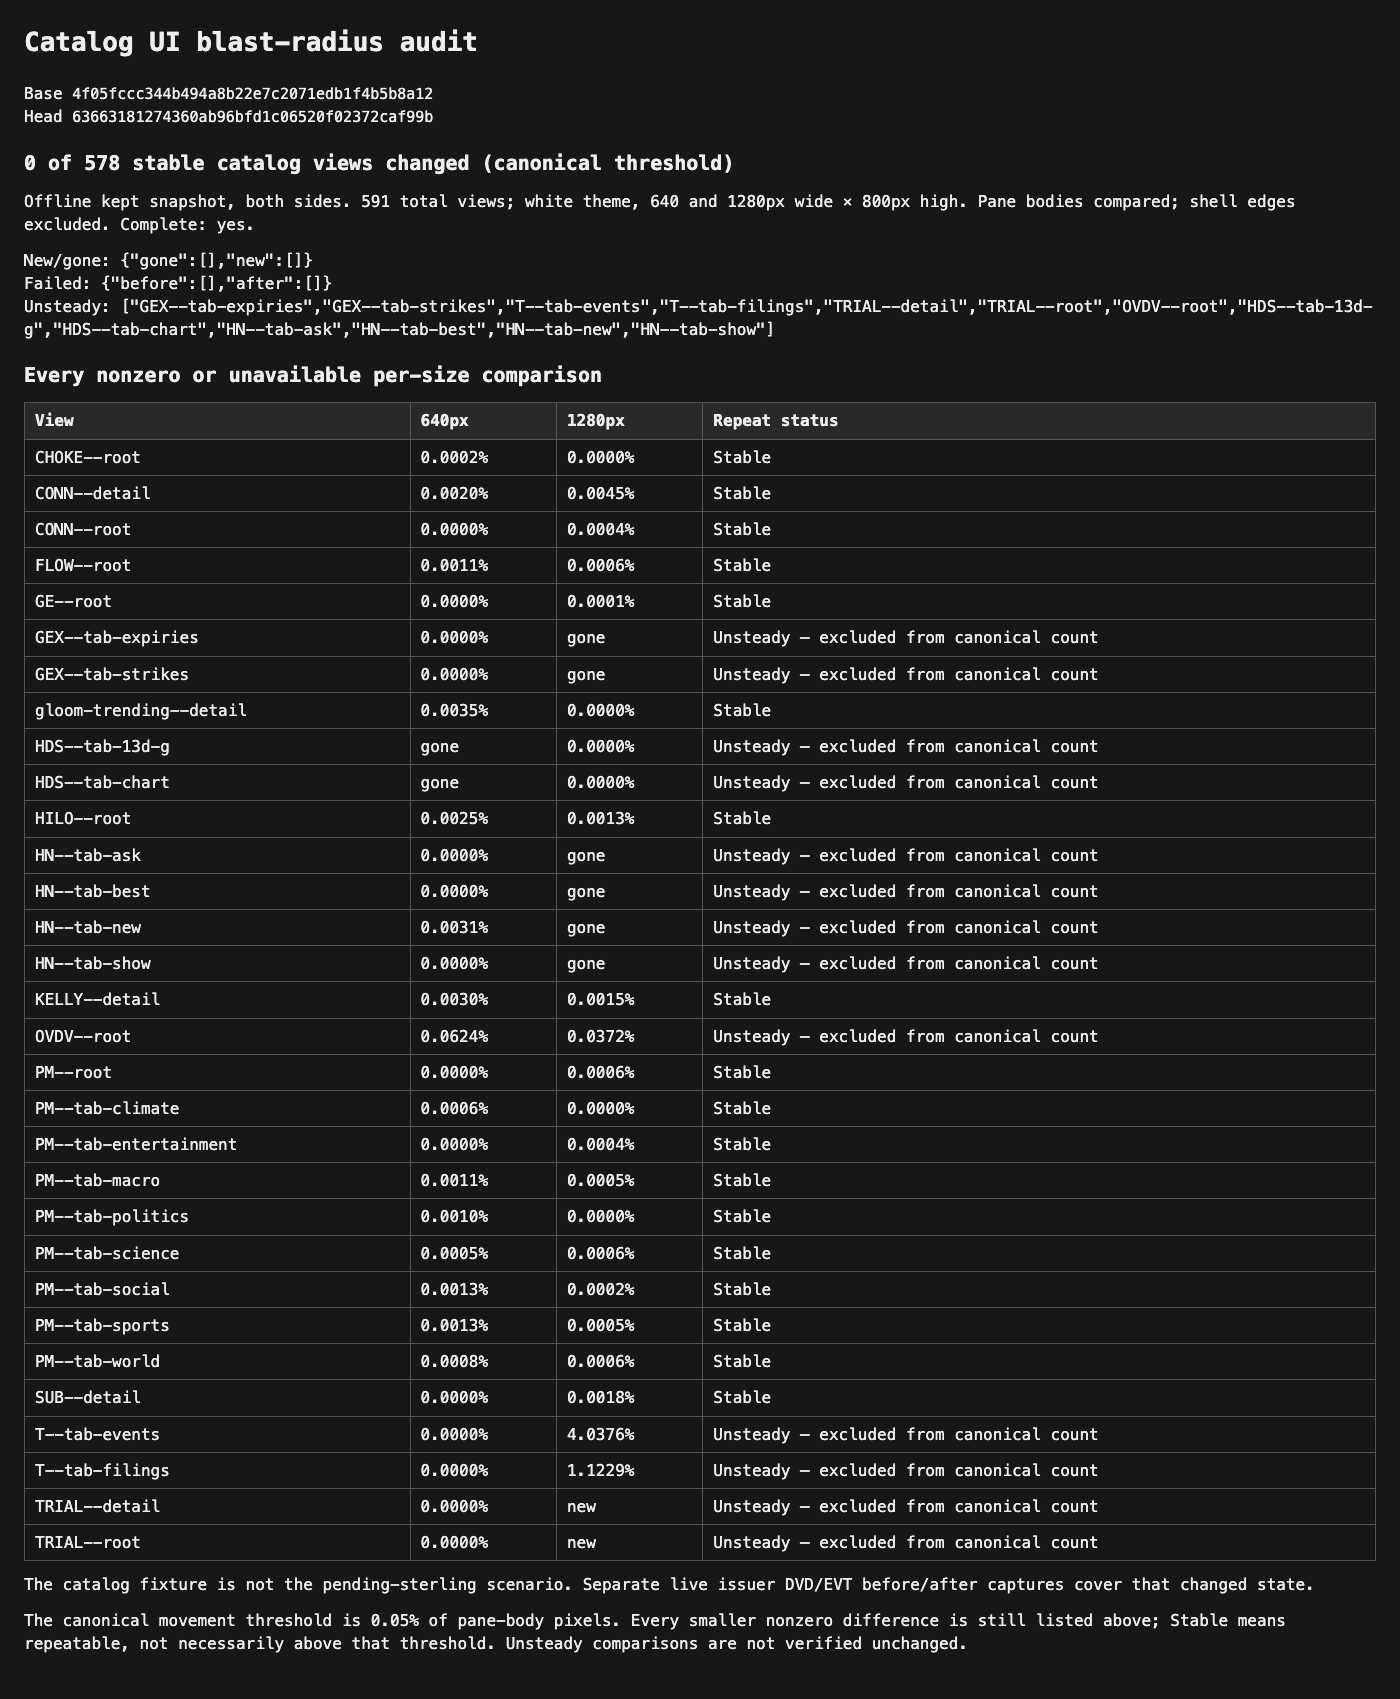 Catalog UI blast-radius audit
Base 4f05fccc344b494a8b22e7c2071edb1f4b5b8a12
Head 63663181274360ab96bfd1c06520f02372caf99b
0 of 578 stable catalog views changed (canonical threshold)
Offline kept snapshot, both sides. 591 total views; white theme, 640 and 1280px wide × 800px high. Pane bodies compared; shell edges
excluded. Complete: yes.
New/gone: {"gone":[],"new":[]}
Failed: {"before":[],"after":[]}
Unsteady: ["GEX--tab-expiries","GEX--tab-strikes","T--tab-events","T--tab-filings","TRIAL--detail","TRIAL--root","OVDV--root","HDS--tab-13d-
g","HDS--tab-chart","HN--tab-ask","HN--tab-best","HN--tab-new","HN--tab-show"]
Every nonzero or unavailable per-size comparison
View 640px 1280px Repeat status
CHOKE--root 0.0002% 0.0000% Stable
CONN--detail 0.0020% 0.0045% Stable
CONN--root 0.0000% 0.0004% Stable
FLOW--root 0.0011% 0.0006% Stable
GE--root 0.0000% 0.0001% Stable
GEX--tab-expiries 0.0000% gone Unsteady — excluded from canonical count
GEX--tab-strikes 0.0000% gone Unsteady — excluded from canonical count
gloom-trending--detail 0.0035% 0.0000% Stable
HDS--tab-13d-g gone 0.0000% Unsteady — excluded from canonical count
HDS--tab-chart gone 0.0000% Unsteady — excluded from canonical count
HILO--root 0.0025% 0.0013% Stable
HN--tab-ask 0.0000% gone Unsteady — excluded from canonical count
HN--tab-best 0.0000% gone Unsteady — excluded from canonical count
HN--tab-new 0.0031% gone Unsteady — excluded from canonical count
HN--tab-show 0.0000% gone Unsteady — excluded from canonical count
KELLY--detail 0.0030% 0.0015% Stable
OVDV--root 0.0624% 0.0372% Unsteady — excluded from canonical count
PM--root 0.0000% 0.0006% Stable
PM--tab-climate 0.0006% 0.0000% Stable
PM--tab-entertainment 0.0000% 0.0004% Stable
PM--tab-macro 0.0011% 0.0005% Stable
PM--tab-politics 0.0010% 0.0000% Stable
PM--tab-science 0.0005% 0.0006% Stable
PM--tab-social 0.0013% 0.0002% Stable
PM--tab-sports 0.0013% 0.0005% Stable
PM--tab-world 0.0008% 0.0006% Stable
SUB--detail 0.0000% 0.0018% Stable
T--tab-events 0.0000% 4.0376% Unsteady — excluded from canonical count
T--tab-filings 0.0000% 1.1229% Unsteady — excluded from canonical count
TRIAL--detail 0.0000% new Unsteady — excluded from canonical count
TRIAL--root 0.0000% new Unsteady — excluded from canonical count
The catalog fixture is not the pending-sterling scenario. Separate live issuer DVD/EVT before/after captures cover that changed state.
The canonical movement threshold is 0.05% of pane-body pixels. Every smaller nonzero difference is still listed above; Stable means
repeatable, not necessarily above that threshold. Unsteady comparisons are not verified unchanged.